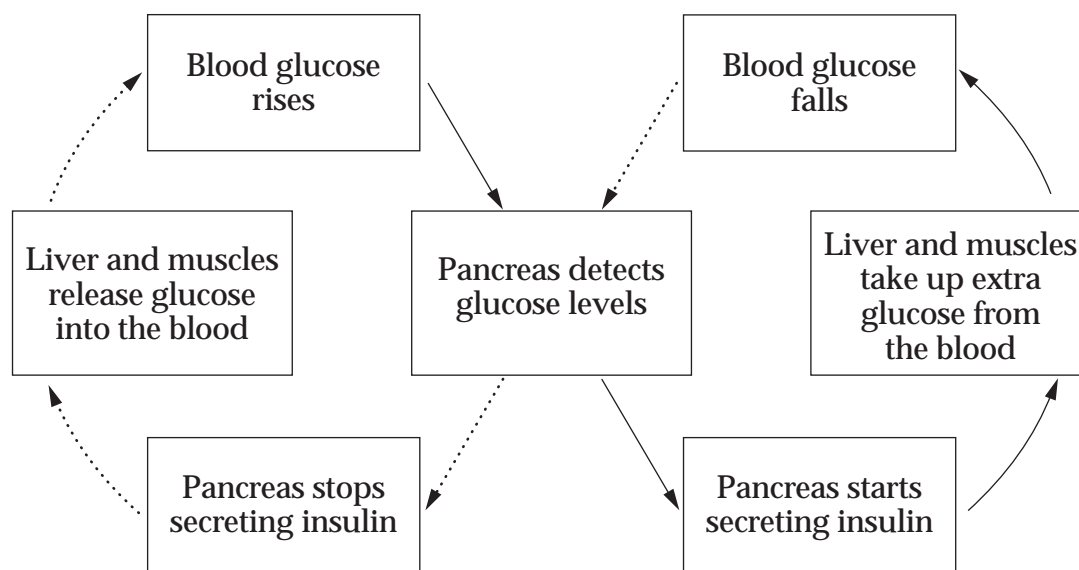 Blood glucose
rises
Blood glucose
falls
Liver and muscles
release glucose
into the blood
Pancreas detects
glucose levels
Liver and muscles
take up extra
glucose from
the blood
Pancreas stops
secreting insulin
Pancreas starts
secreting insulin